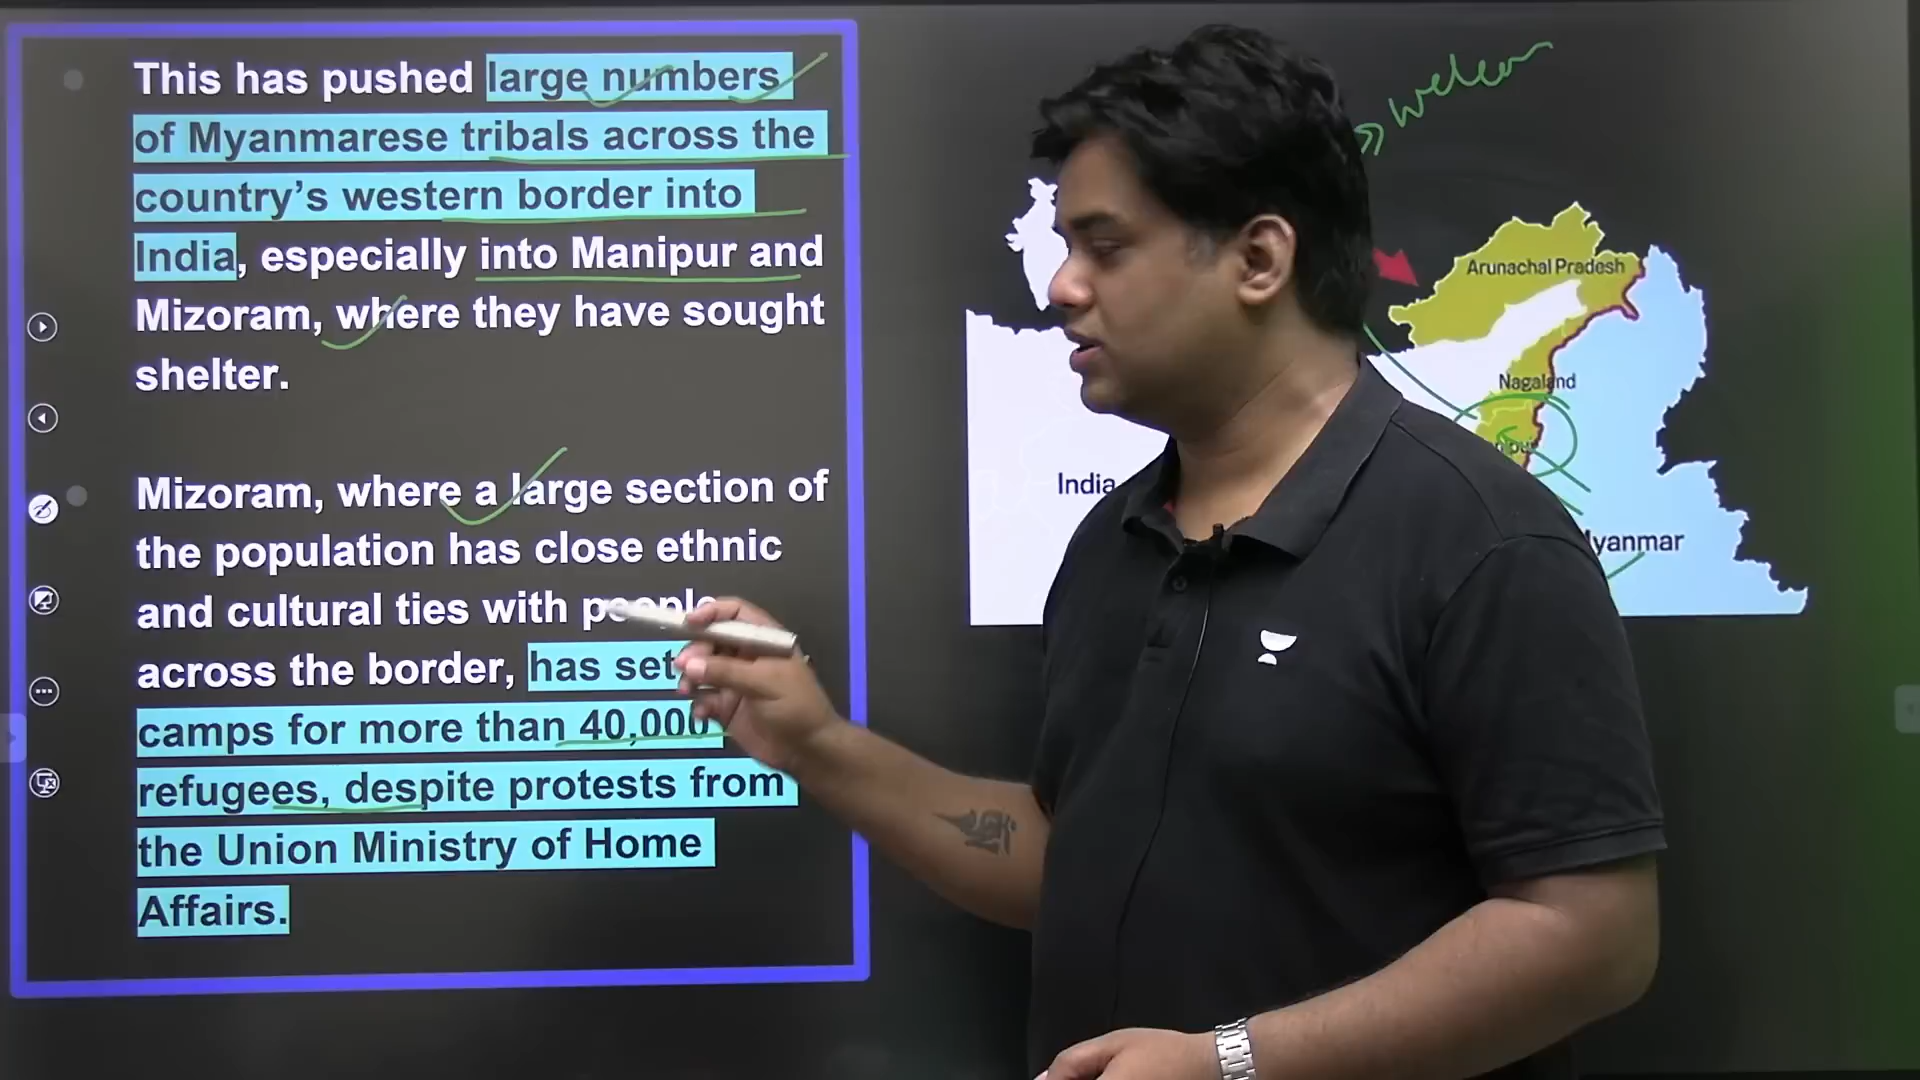 This has pushed large numbers
of Myanmarese tribals across the
country's western border into
India, especially into Manipur and
Mizoram, where they have sought
shelter.
Mizoram, where a large section of
the population has close ethnic
and cultural ties with people
across the border, has set
camps for more than 40,000
refugees, despite protests from
the Union Ministry of Home
Affairs.
Arunachal Pradesh
Nagaland
India